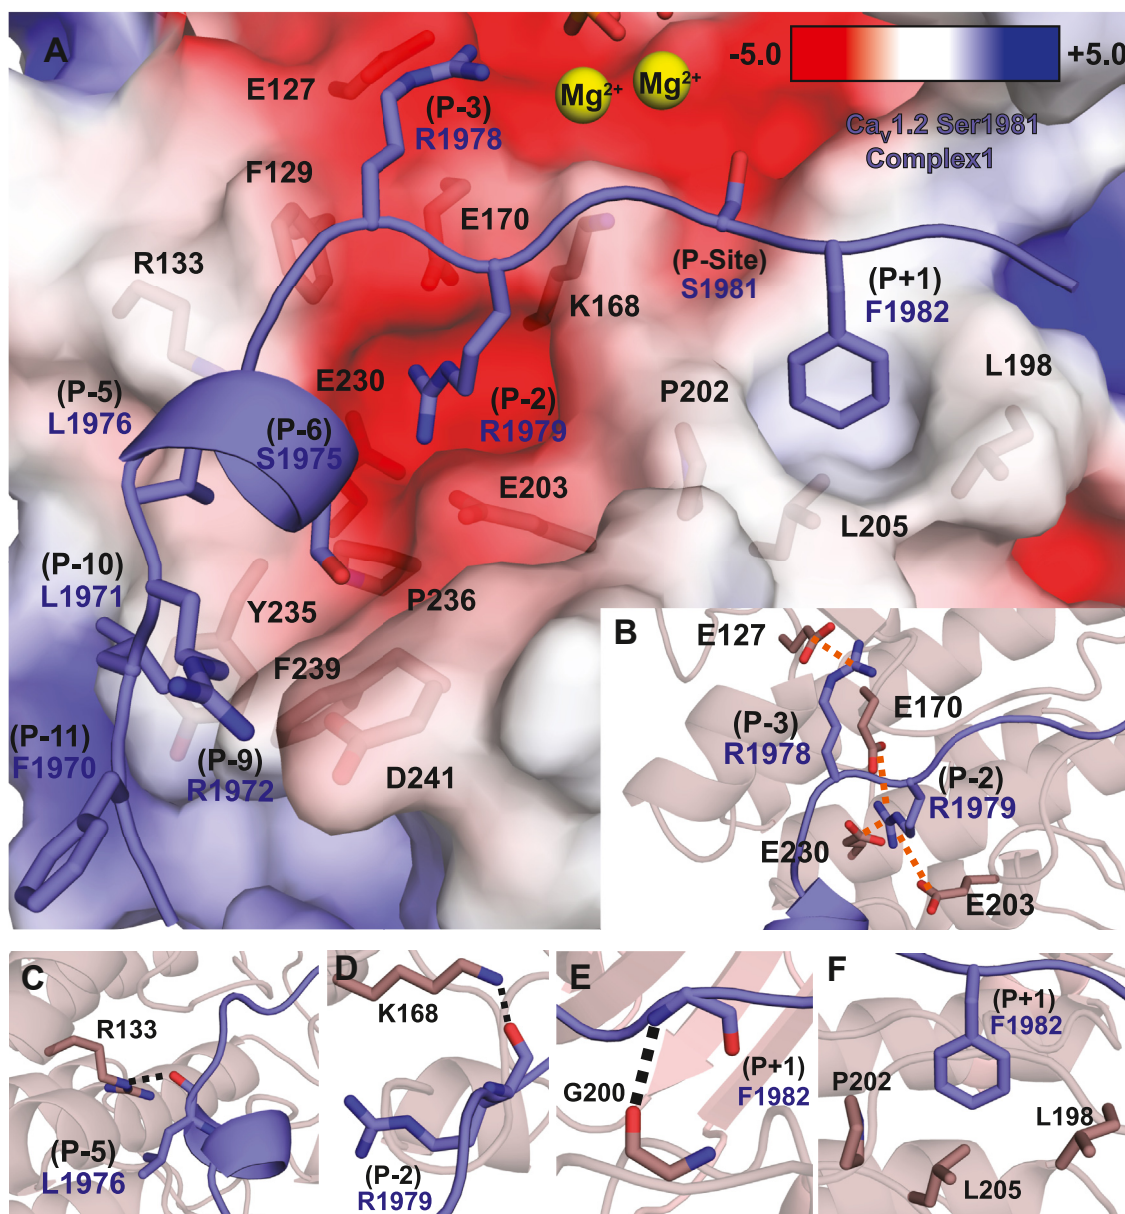 A
E127
(P-3)
R1978
Mg²⁺
Mg²⁺
-5.0
+5.0
Caᵥ1.2 Ser1981
Complex1
F129
E170
R133
K168
(P-Site)
S1981
(P+1)
F1982
L198
(P-5)
L1976
E230
(P-6)
S1975
(P-2)
R1979
P202
E203
L205
(P-10)
L1971
Y235
P236
F239
(P-11)
F1970
(P-9)
R1972
D241
B
E127
E170
(P-3)
R1978
(P-2)
R1979
E230
E203
C
R133
(P-5)
L1976
D
K168
(P-2)
R1979
E
G200
(P+1)
F1982
F
(P+1)
F1982
P202
L198
L205